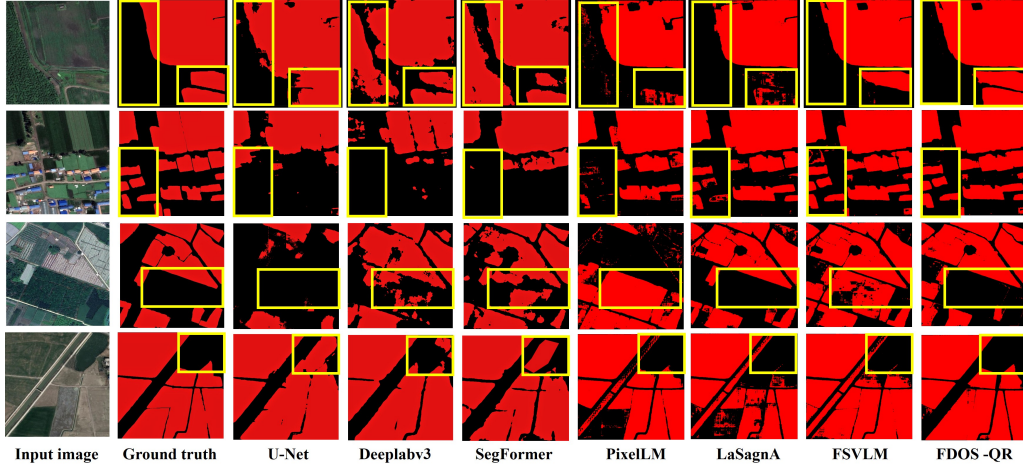 Input image Ground truth U-Net Deeplabv3 SegFormer PixelLM LaSagnA FSVLM FDOS -QR